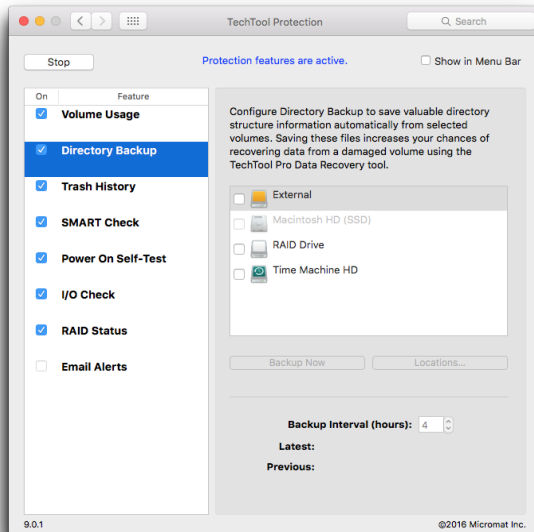 TechTool Protection
Search
Stop
Protection features are active.
Show in Menu Bar
On Feature
Volume Usage
Directory Backup
Trash History
SMART Check
Power On Self-Test
I/O Check
RAID Status
Email Alerts
Configure Directory Backup to save valuable directory
structure information automatically from selected
volumes. Saving these files increases your chances of
recovering data from a damaged volume using the
TechTool Pro Data Recovery tool.
External
Macintosh HD (SSD)
RAID Drive
Time Machine HD
Backup Now
Locations...
Backup Interval (hours): 4
Latest:
Previous:
9.0.1
©2016 Micromat Inc.